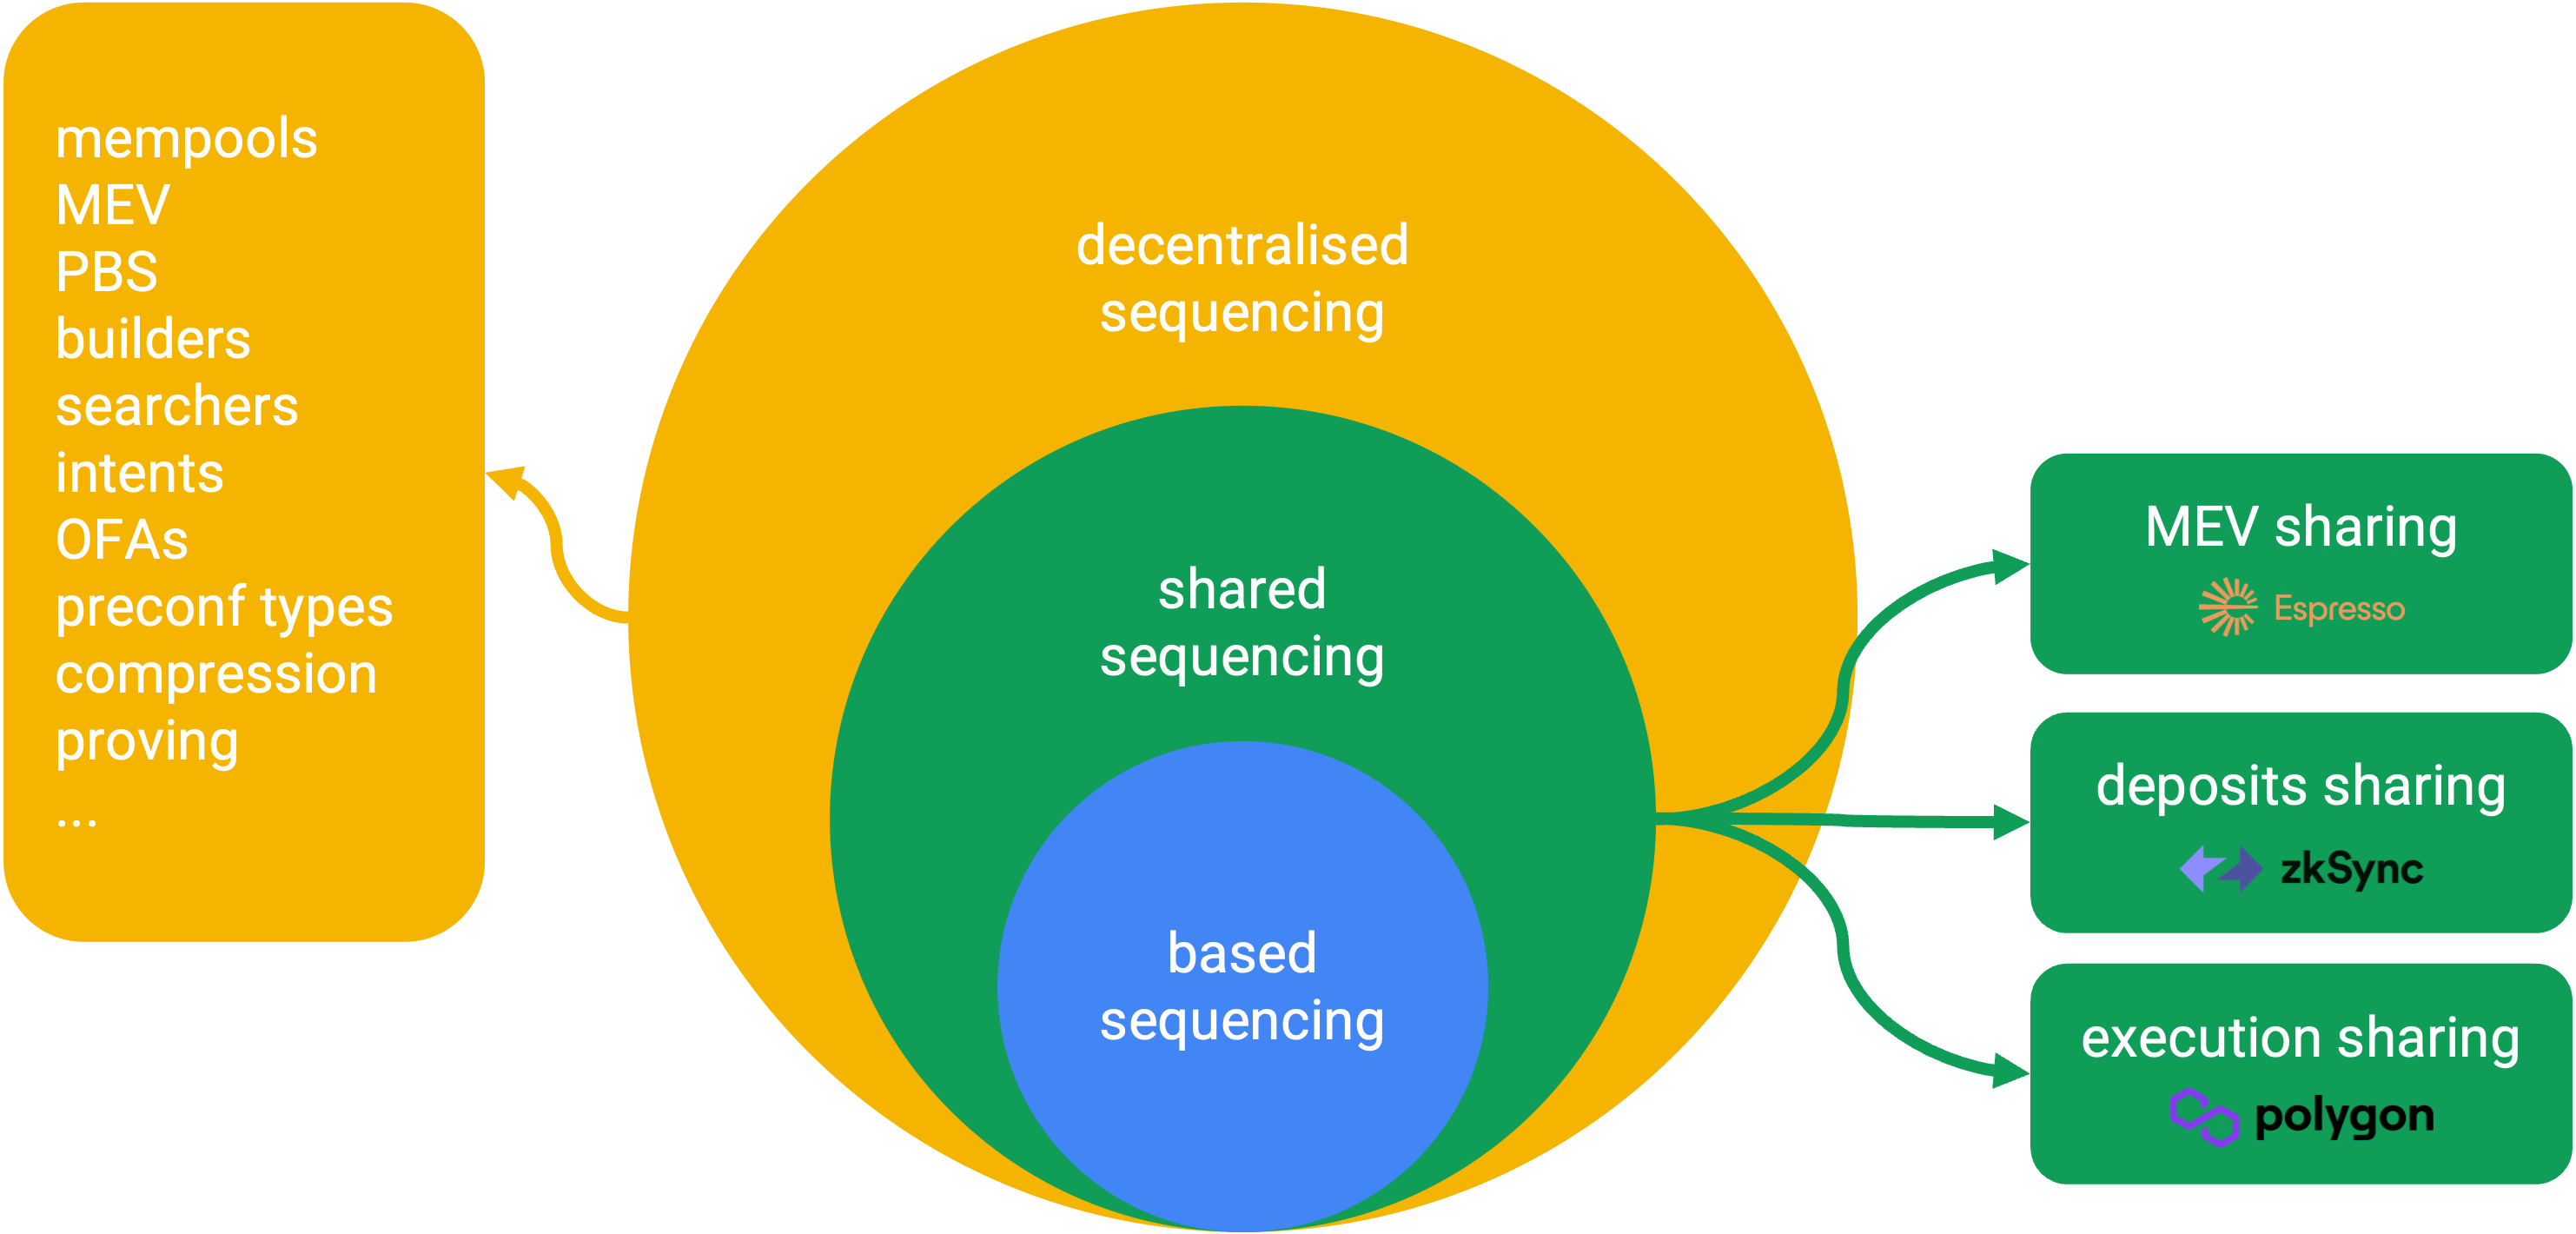 mempools
MEV
PBS
builders
searchers
intents
OFAs
preconf types
compression
proving
...
decentralised
sequencing
shared
sequencing
based
sequencing
MEV sharing
Espresso
deposits sharing
zkSync
execution sharing
polygon